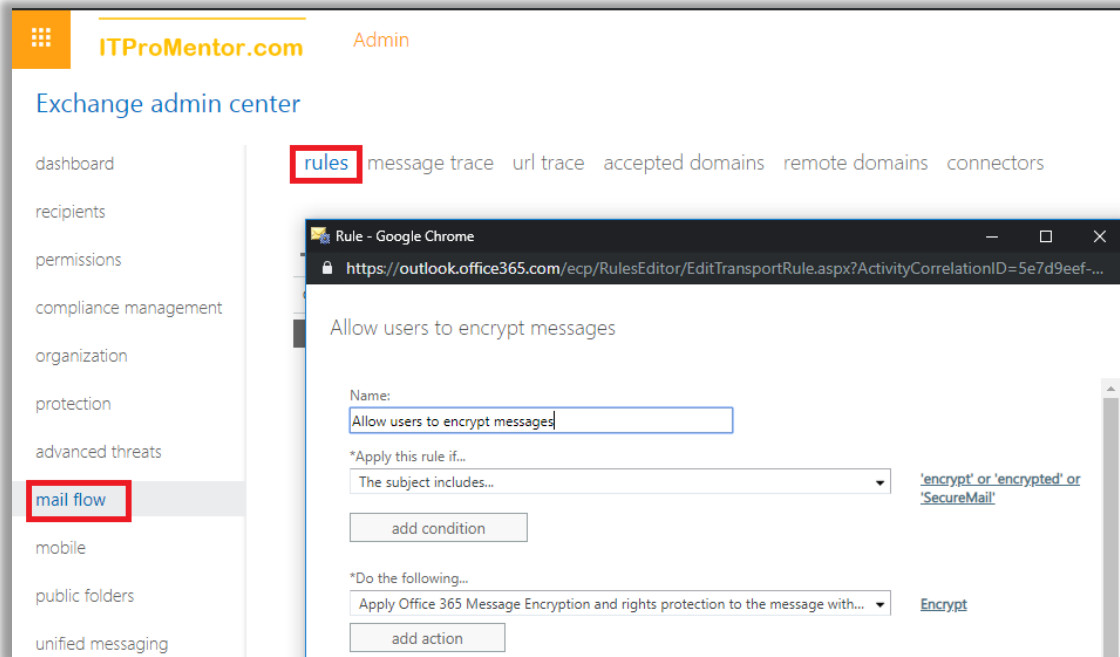 ITProMentor.com Admin
Exchange admin center
dashboard
recipients
permissions
compliance management
organization
protection
advanced threats
mail flow
mobile
public folders
unified messaging
rules message trace url trace accepted domains remote domains connectors
Rule - Google Chrome
https://outlook.office365.com/ecp/RulesEditor/EditTransportRule.aspx?ActivityCorrelationID=5e7d9eef-...
Allow users to encrypt messages
Name:
Allow users to encrypt messages
*Apply this rule if...
The subject includes...
'encrypt' or 'encrypted' or
'SecureMail'
add condition
*Do the following...
Apply Office 365 Message Encryption and rights protection to the message with...
Encrypt
add action